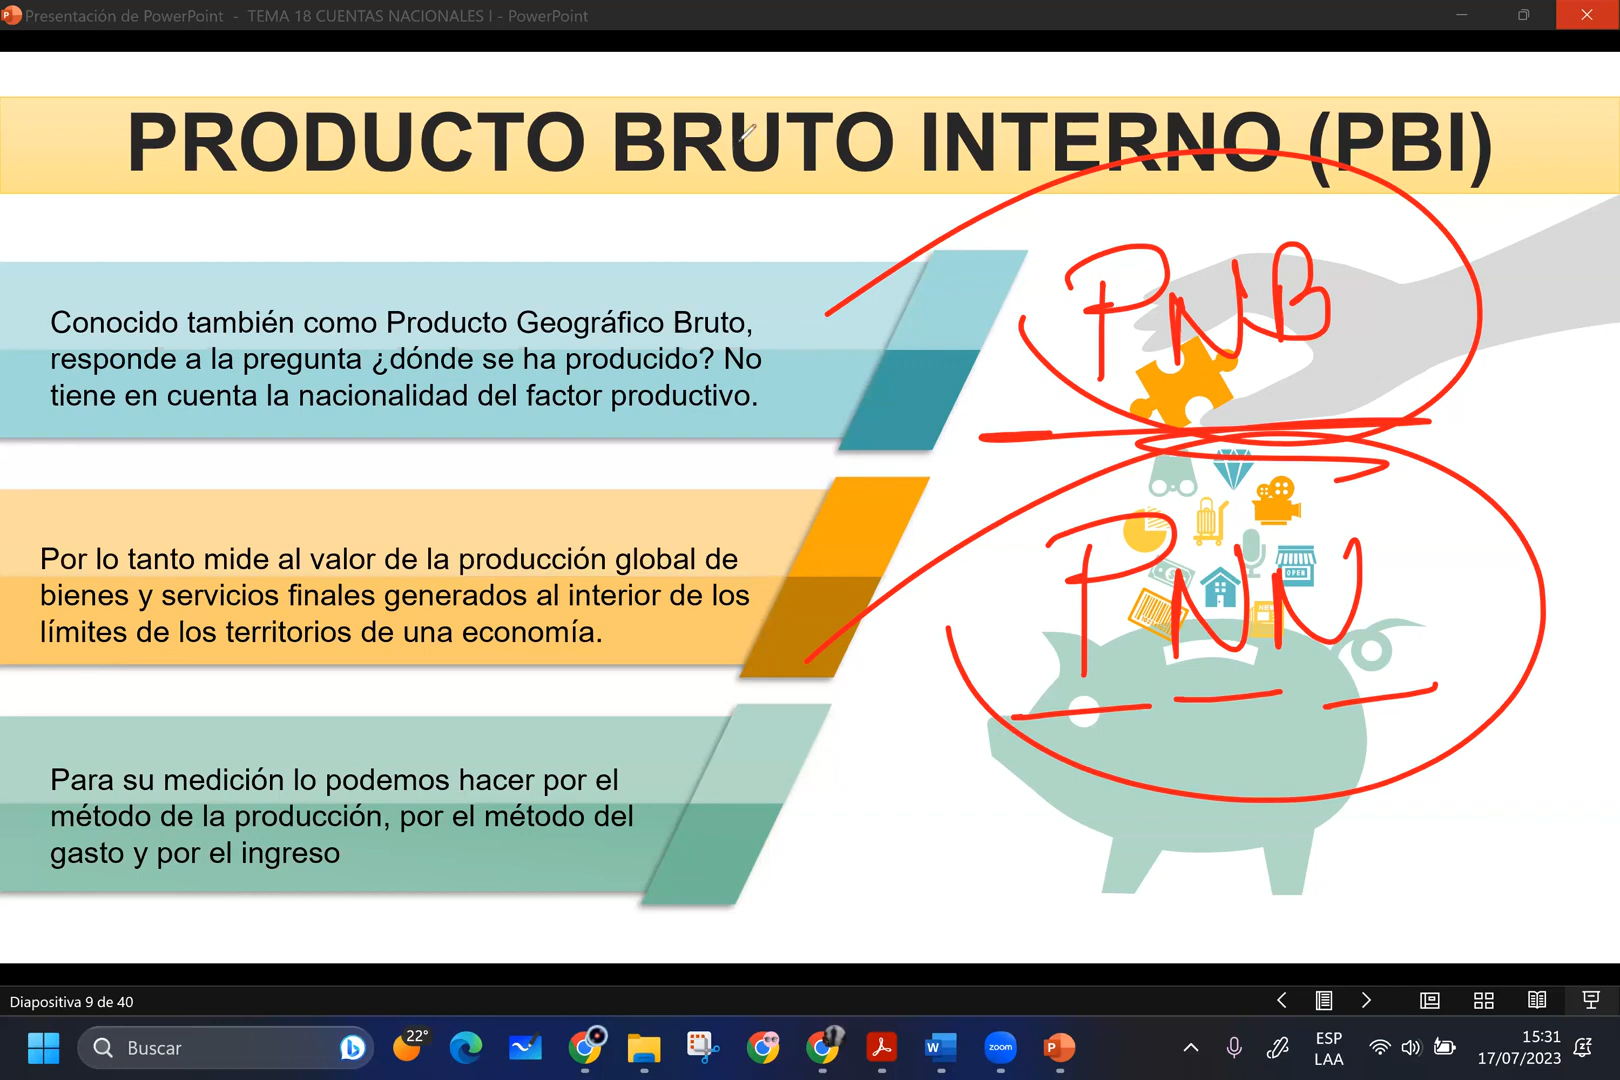 Presentación de PowerPoint - TEMA 18 CUENTAS NACIONALES I - PowerPoint
PRODUCTO BRUTO INTERNO (PBI)
Conocido también como Producto Geográfico Bruto,
responde a la pregunta ¿dónde se ha producido? No
tiene en cuenta la nacionalidad del factor productivo.
PNB
Por lo tanto mide al valor de la producción global de
bienes y servicios finales generados al interior de los
límites de los territorios de una economía.
OPEN
PNN
Para su medición lo podemos hacer por el
método de la producción, por el método del
gasto y por el ingreso
Diapositiva 9 de 40
Buscar
22°
zoom
ESP
LAA
15:31
17/07/2023